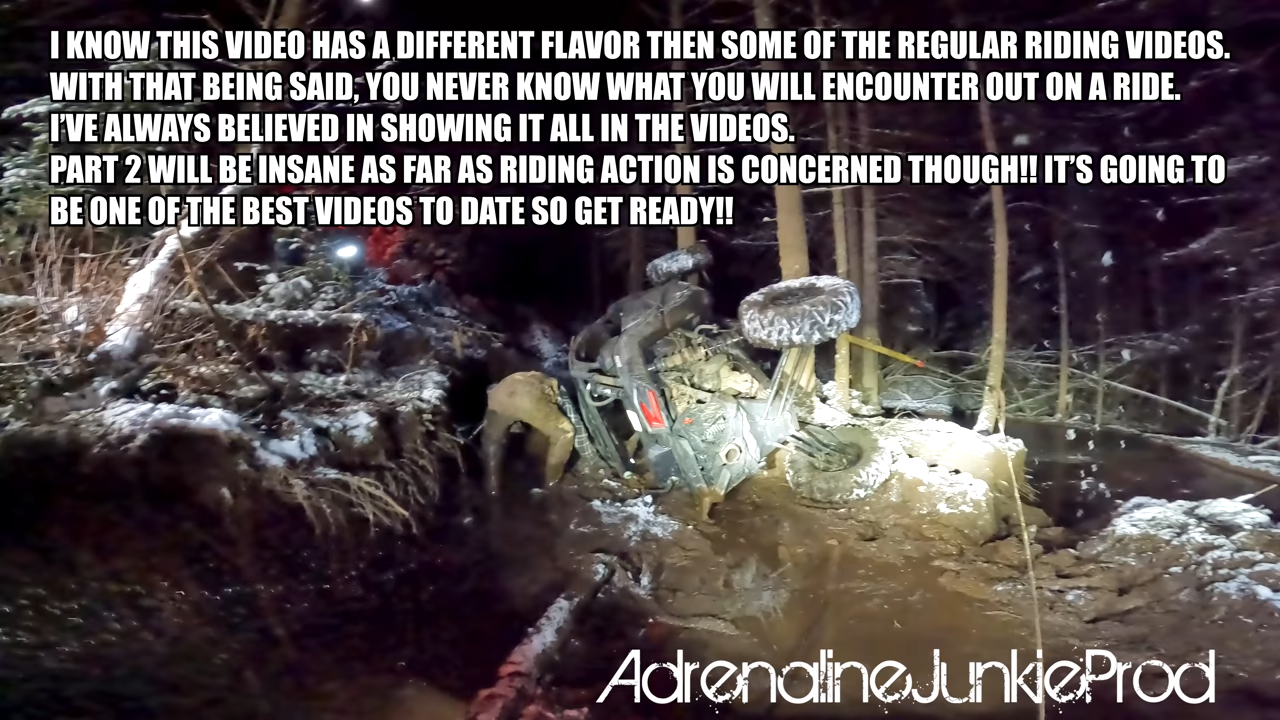 I KNOW THIS VIDEO HAS A DIFFERENT FLAVOR THEN SOME OF THE REGULAR RIDING VIDEOS.
WITH THAT BEING SAID, YOU NEVER KNOW WHAT YOU WILL ENCOUNTER OUT ON A RIDE.
I'VE ALWAYS BELIEVED IN SHOWING IT ALL IN THE VIDEOS.
PART 2 WILL BE INSANE AS FAR AS RIDING ACTION IS CONCERNED THOUGH!! IT'S GOING TO
BE ONE OF THE BEST VIDEOS TO DATE SO GET READY!!
AdrenalineJunkieProd